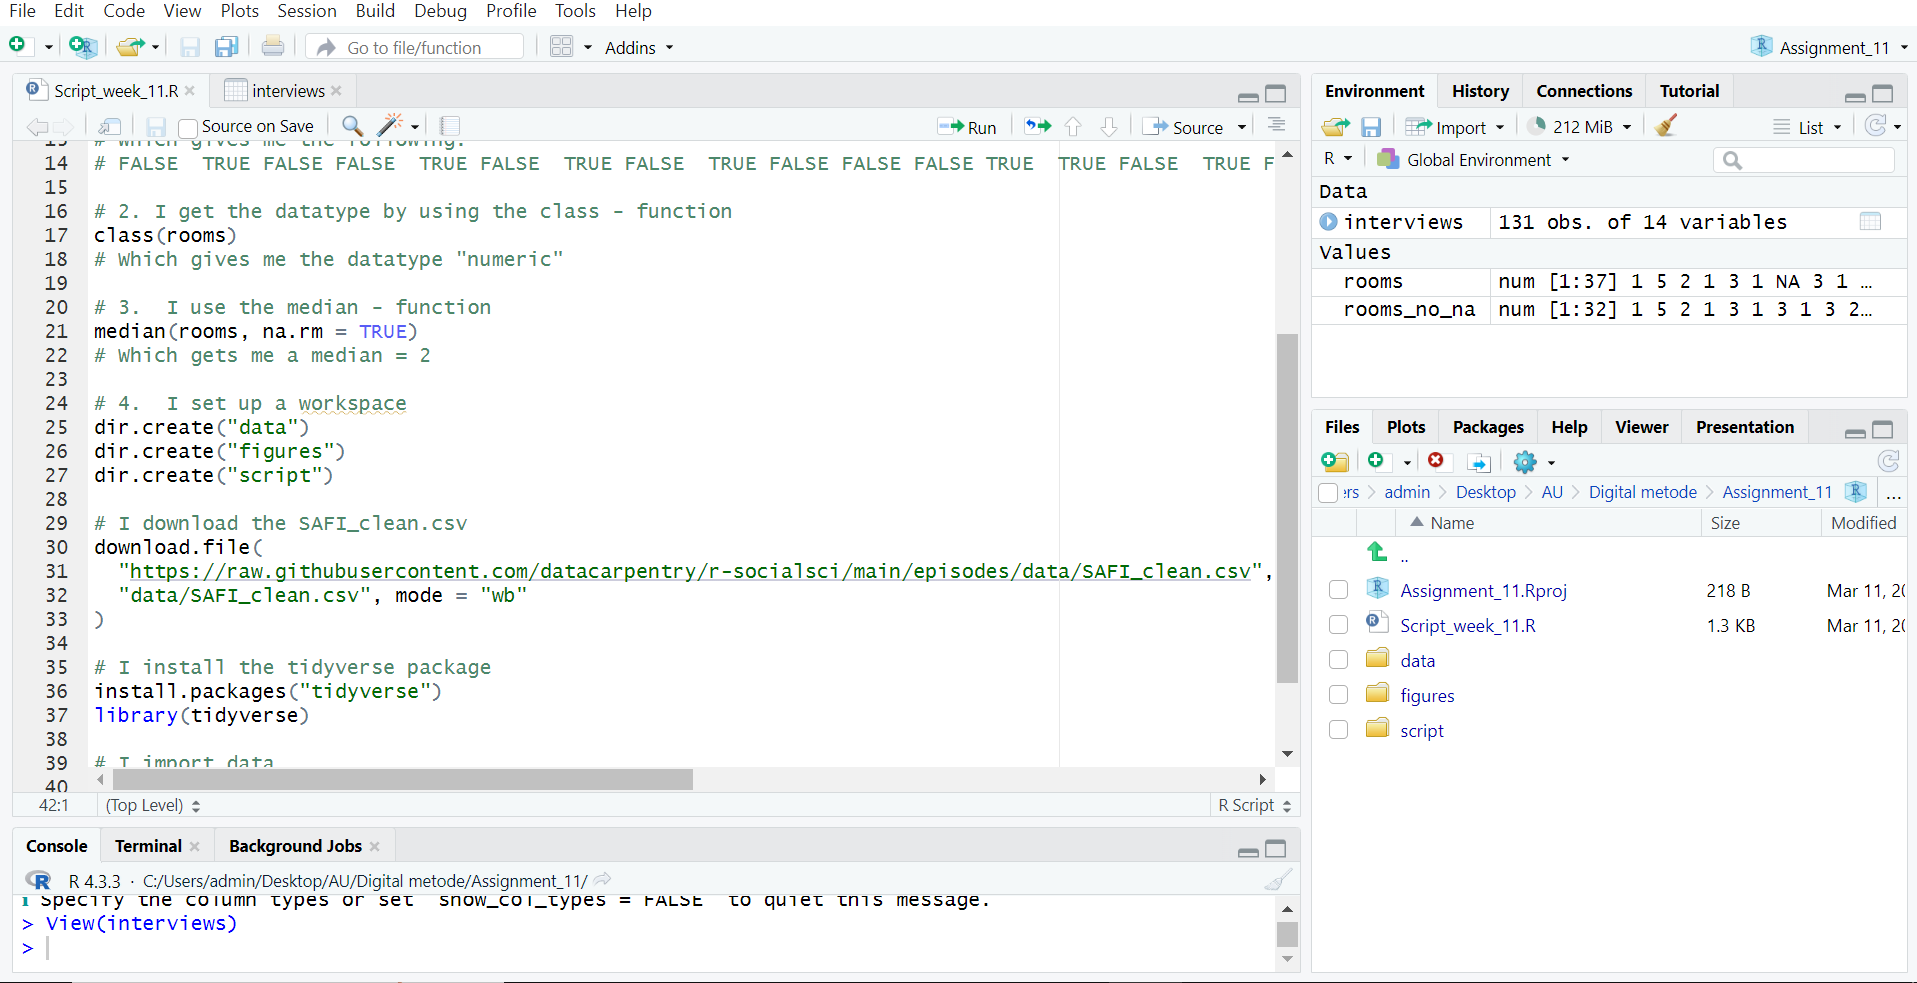 File Edit Code View Plots Session Build Debug Profile Tools Help
Go to file/function Addins Assignment_11
Script_week_11.R interviews
Source on Save Run Source
# which gives me the following:
14 # FALSE TRUE FALSE FALSE TRUE FALSE TRUE FALSE TRUE FALSE FALSE FALSE TRUE TRUE FALSE TRUE F
15
16 # 2. I get the datatype by using the class - function
17 class(rooms)
18 # Which gives me the datatype "numeric"
19
20 # 3. I use the median - function
21 median(rooms, na.rm = TRUE)
22 # Which gets me a median = 2
23
24 # 4. I set up a workspace
25 dir.create("data")
26 dir.create("figures")
27 dir.create("script")
28
29 # I download the SAFI_clean.csv
30 download.file(
31 "https://raw.githubusercontent.com/datacarpentry/r-socialsci/main/episodes/data/SAFI_clean.csv",
32 "data/SAFI_clean.csv", mode = "wb"
33 )
34
35 # I install the tidyverse package
36 install.packages("tidyverse")
37 library(tidyverse)
38
39 # I import data
40
42:1 (Top Level) R Script
Console Terminal Background Jobs
R 4.3.3 · C:/Users/admin/Desktop/AU/Digital metode/Assignment_11/
i Specify the column types or set `show_col_types = FALSE` to quiet this message.
> View(interviews)
>
Environment History Connections Tutorial
Import 212 MiB List
R Global Environment
Data
interviews 131 obs. of 14 variables
Values
rooms num [1:37] 1 5 2 1 3 1 NA 3 1 ...
rooms_no_na num [1:32] 1 5 2 1 3 1 3 1 3 2...
Files Plots Packages Help Viewer Presentation
ers admin Desktop AU Digital metode Assignment_11 ...
Name Size Modified
..
Assignment_11.Rproj 218 B Mar 11, 20
Script_week_11.R 1.3 KB Mar 11, 20
data
figures
script